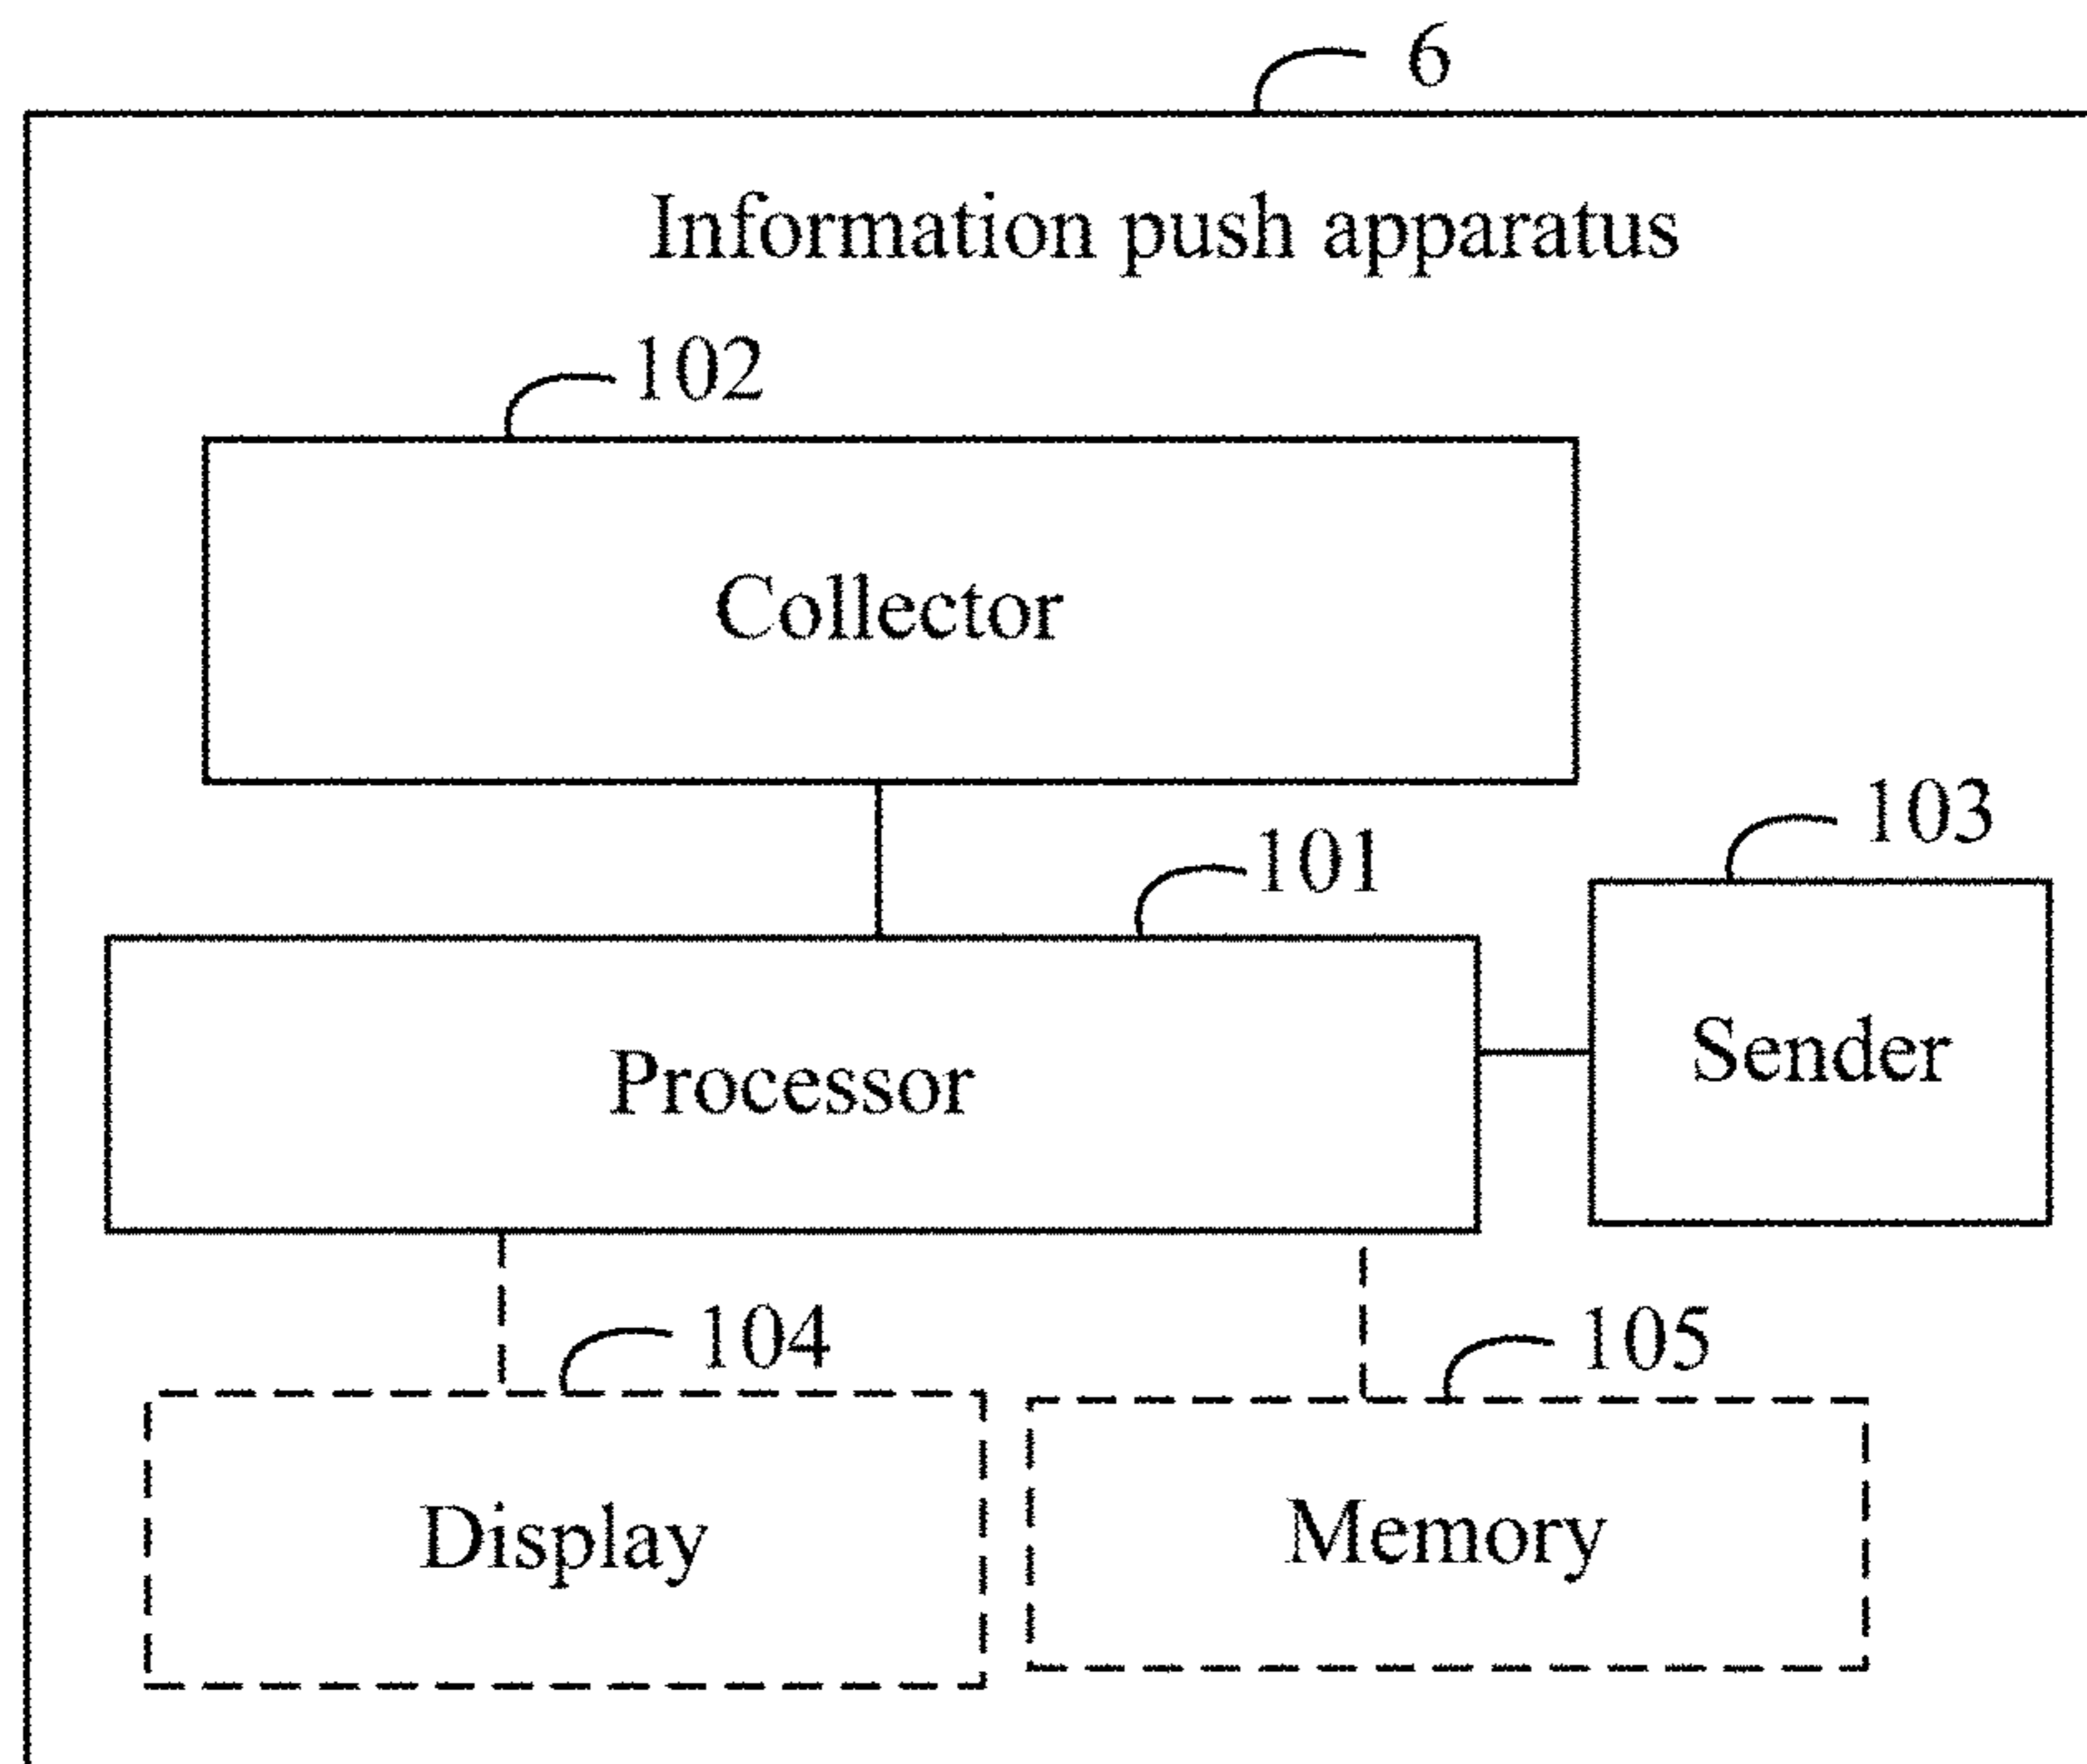 6
Information push apparatus
102
Collector
103
101
Processor
Sender
104
105
Display
Memory